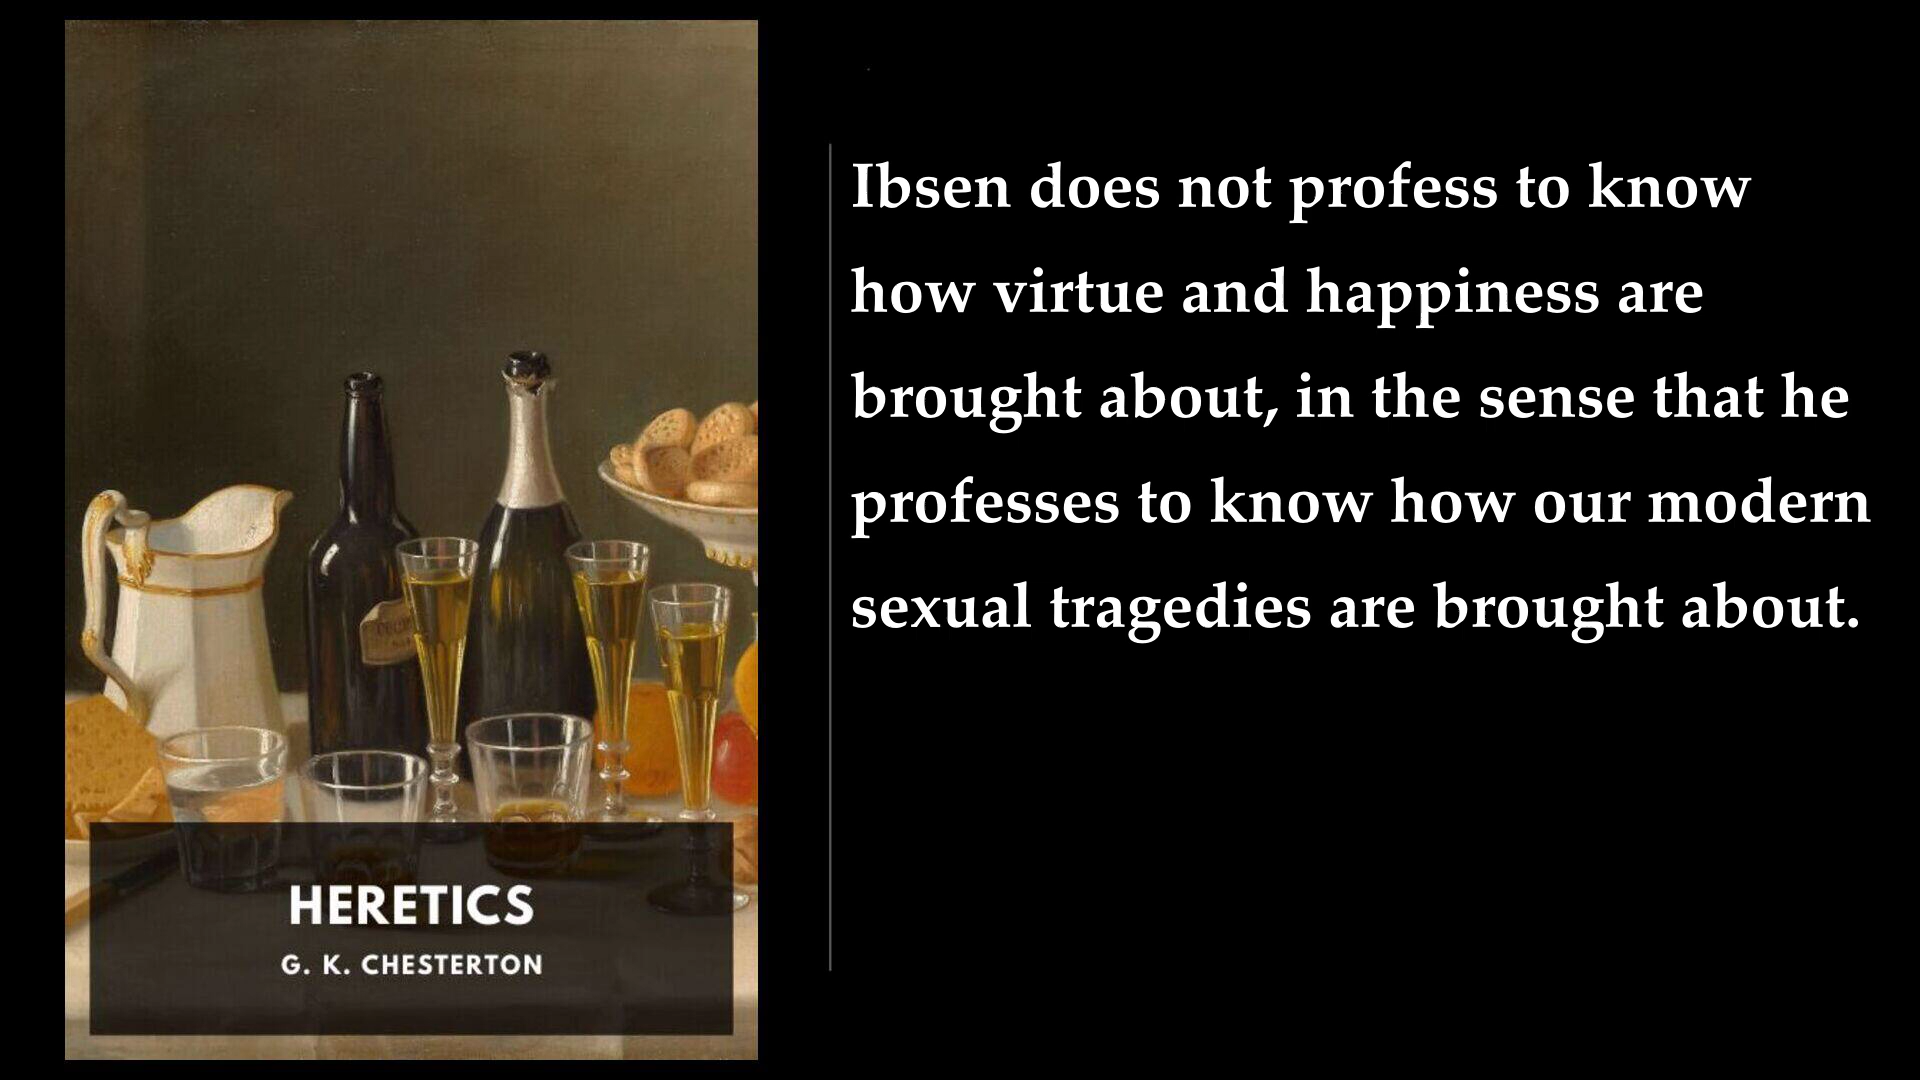 Ibsen does not profess to know
how virtue and happiness are
brought about, in the sense that he
professes to know how our modern
sexual tragedies are brought about.
HERETICS
G. K. CHESTERTON